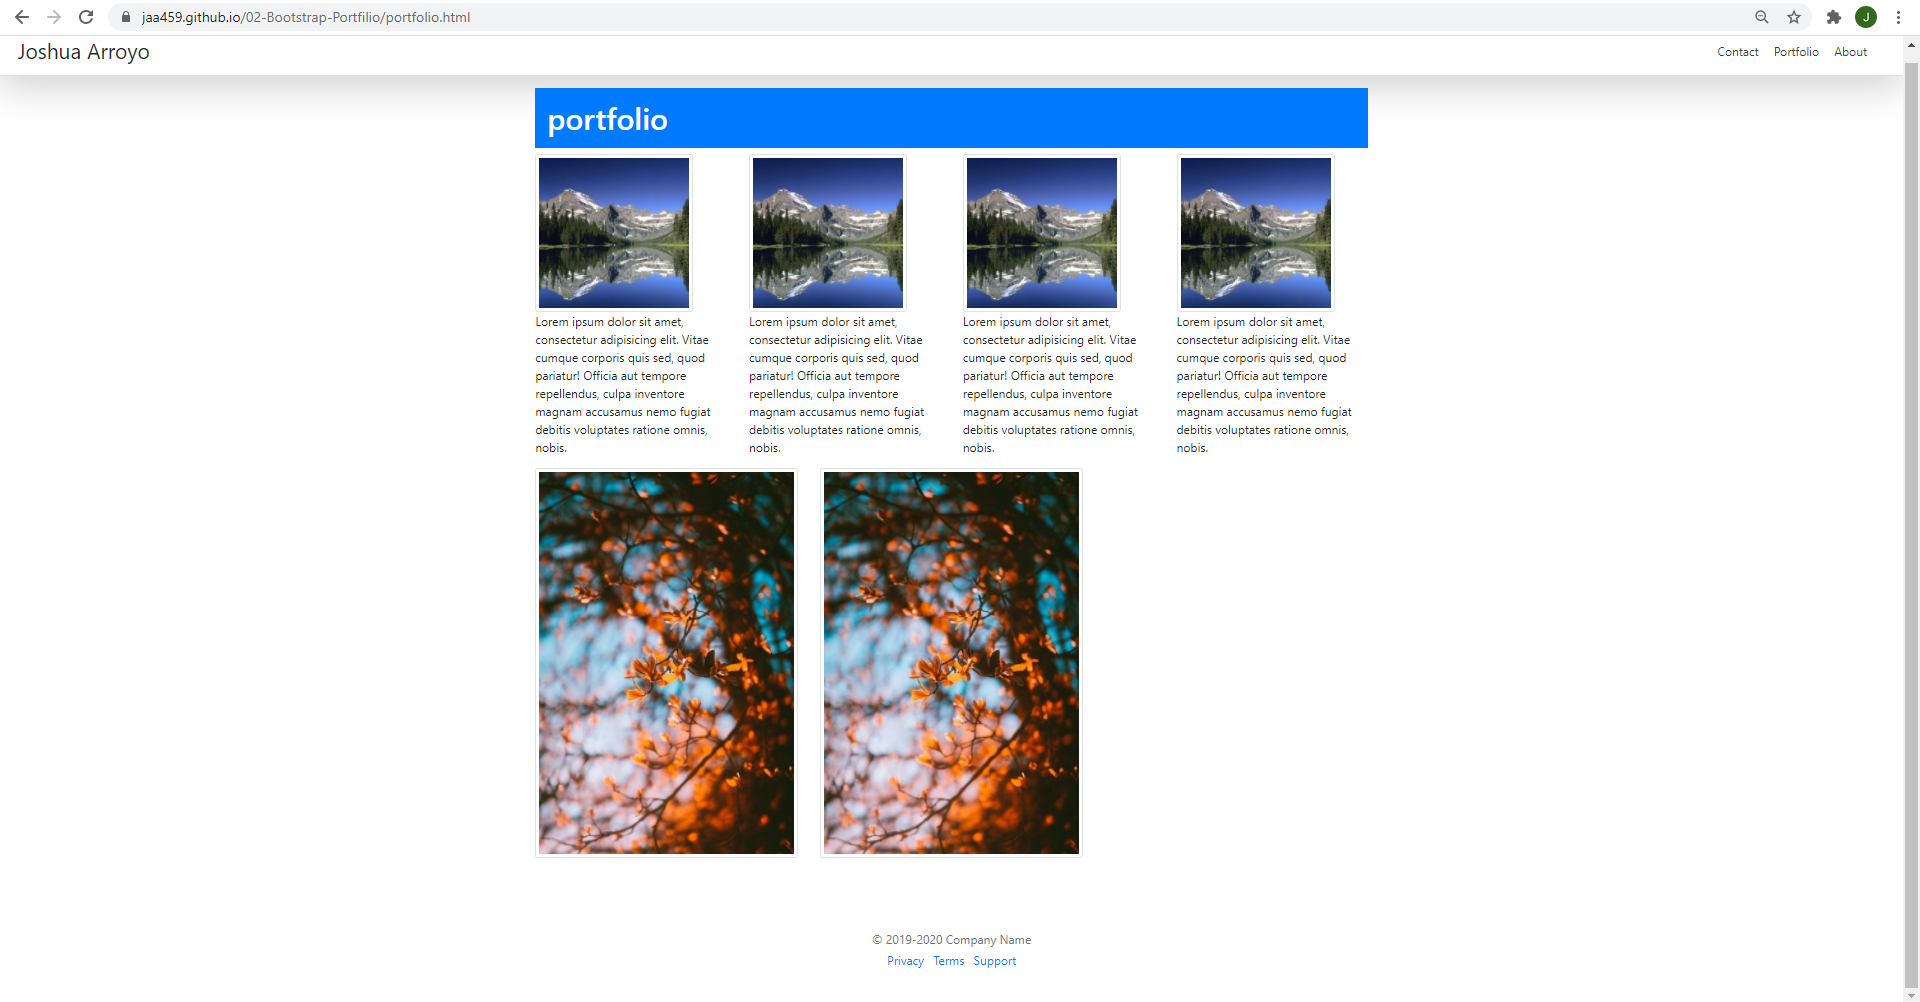 jaa459.github.io/02-Bootstrap-Portfilio/portfolio.html
J
Joshua Arroyo
Contact Portfolio About
portfolio
Lorem ipsum dolor sit amet,
consectetur adipisicing elit. Vitae
cumque corporis quis sed, quod
pariatur! Officia aut tempore
repellendus, culpa inventore
magnam accusamus nemo fugiat
debitis voluptates ratione omnis,
nobis.
Lorem ipsum dolor sit amet,
consectetur adipisicing elit. Vitae
cumque corporis quis sed, quod
pariatur! Officia aut tempore
repellendus, culpa inventore
magnam accusamus nemo fugiat
debitis voluptates ratione omnis,
nobis.
Lorem ipsum dolor sit amet,
consectetur adipisicing elit. Vitae
cumque corporis quis sed, quod
pariatur! Officia aut tempore
repellendus, culpa inventore
magnam accusamus nemo fugiat
debitis voluptates ratione omnis,
nobis.
Lorem ipsum dolor sit amet,
consectetur adipisicing elit. Vitae
cumque corporis quis sed, quod
pariatur! Officia aut tempore
repellendus, culpa inventore
magnam accusamus nemo fugiat
debitis voluptates ratione omnis,
nobis.
© 2019-2020 Company Name
Privacy Terms Support